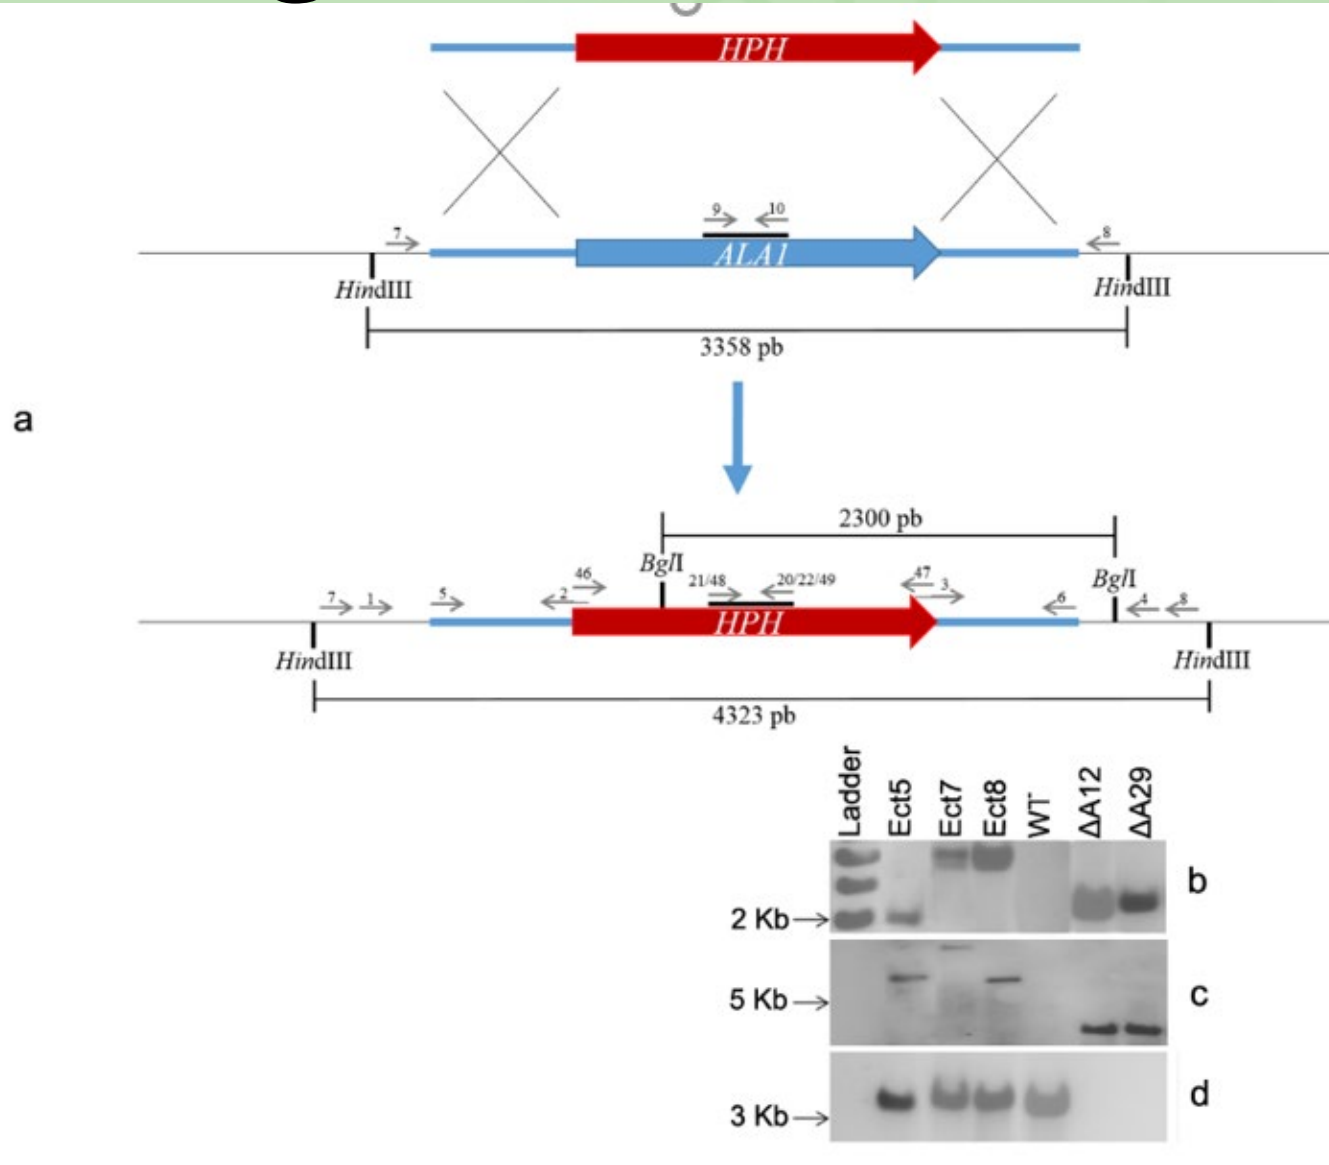 HPH
9
10
7
8
ALA1
HindIII
HindIII
3358 pb
a
2300 pb
BglI
BglI
46
21/48
20/22/49
47
7
1
5
2
3
6
4
8
HPH
HindIII
HindIII
4323 pb
Ladder
Ect5
Ect7
Ect8
WT
ΔA12
ΔA29
b
2 Kb
c
5 Kb
d
3 Kb